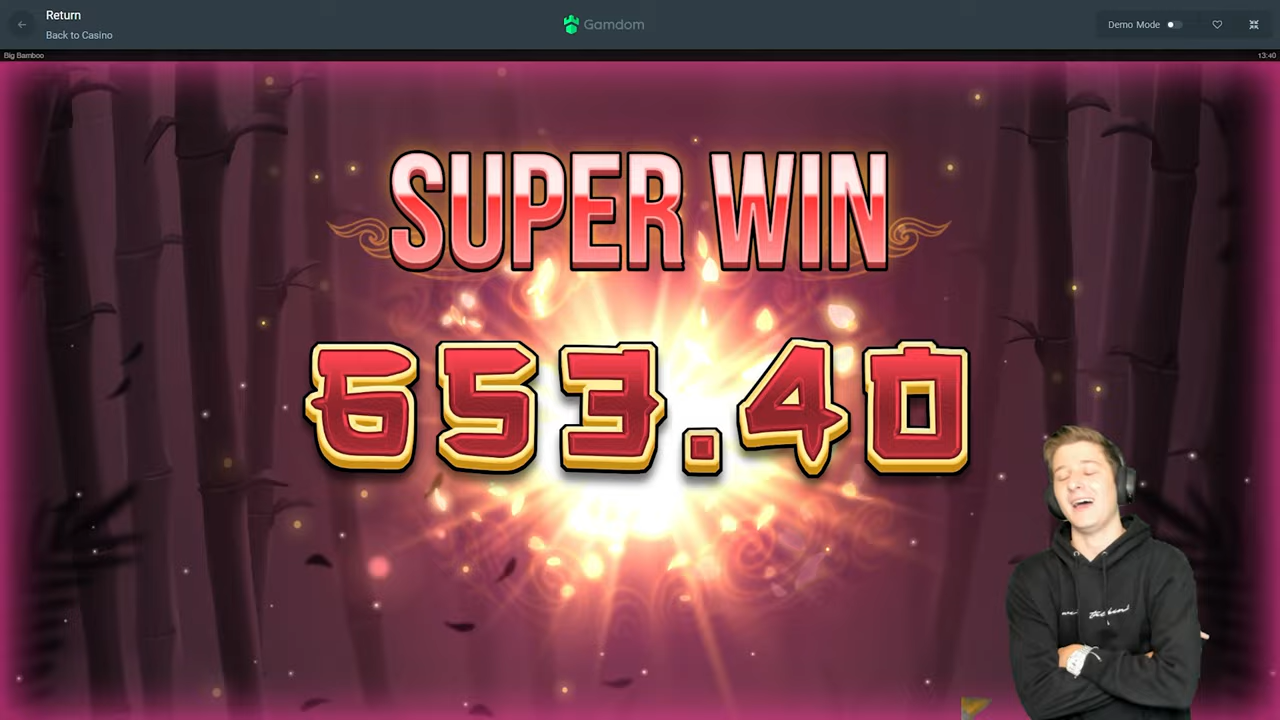 Return
Back to Casino
Gamdom
Demo Mode
Big Bamboo
13:40
SUPER WIN
653.40